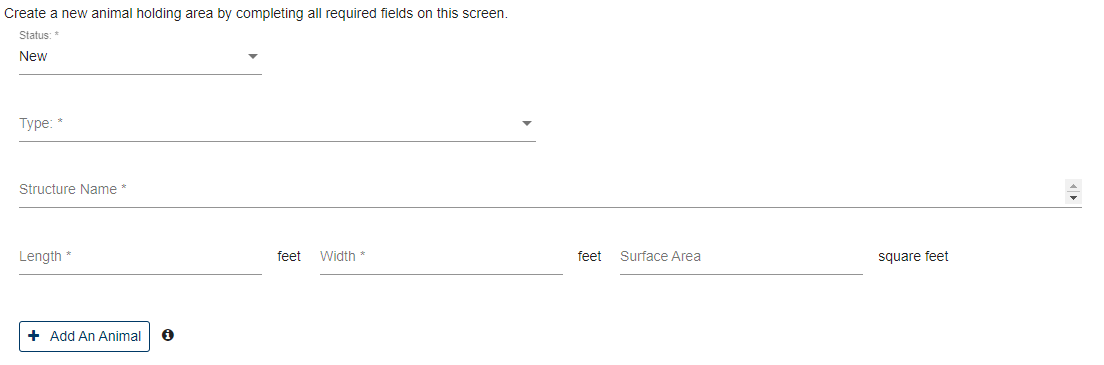 Create a new animal holding area by completing all required fields on this screen.
Status: *
New
Type: *
Structure Name *
Length * feet Width * feet Surface Area square feet
+ Add An Animal